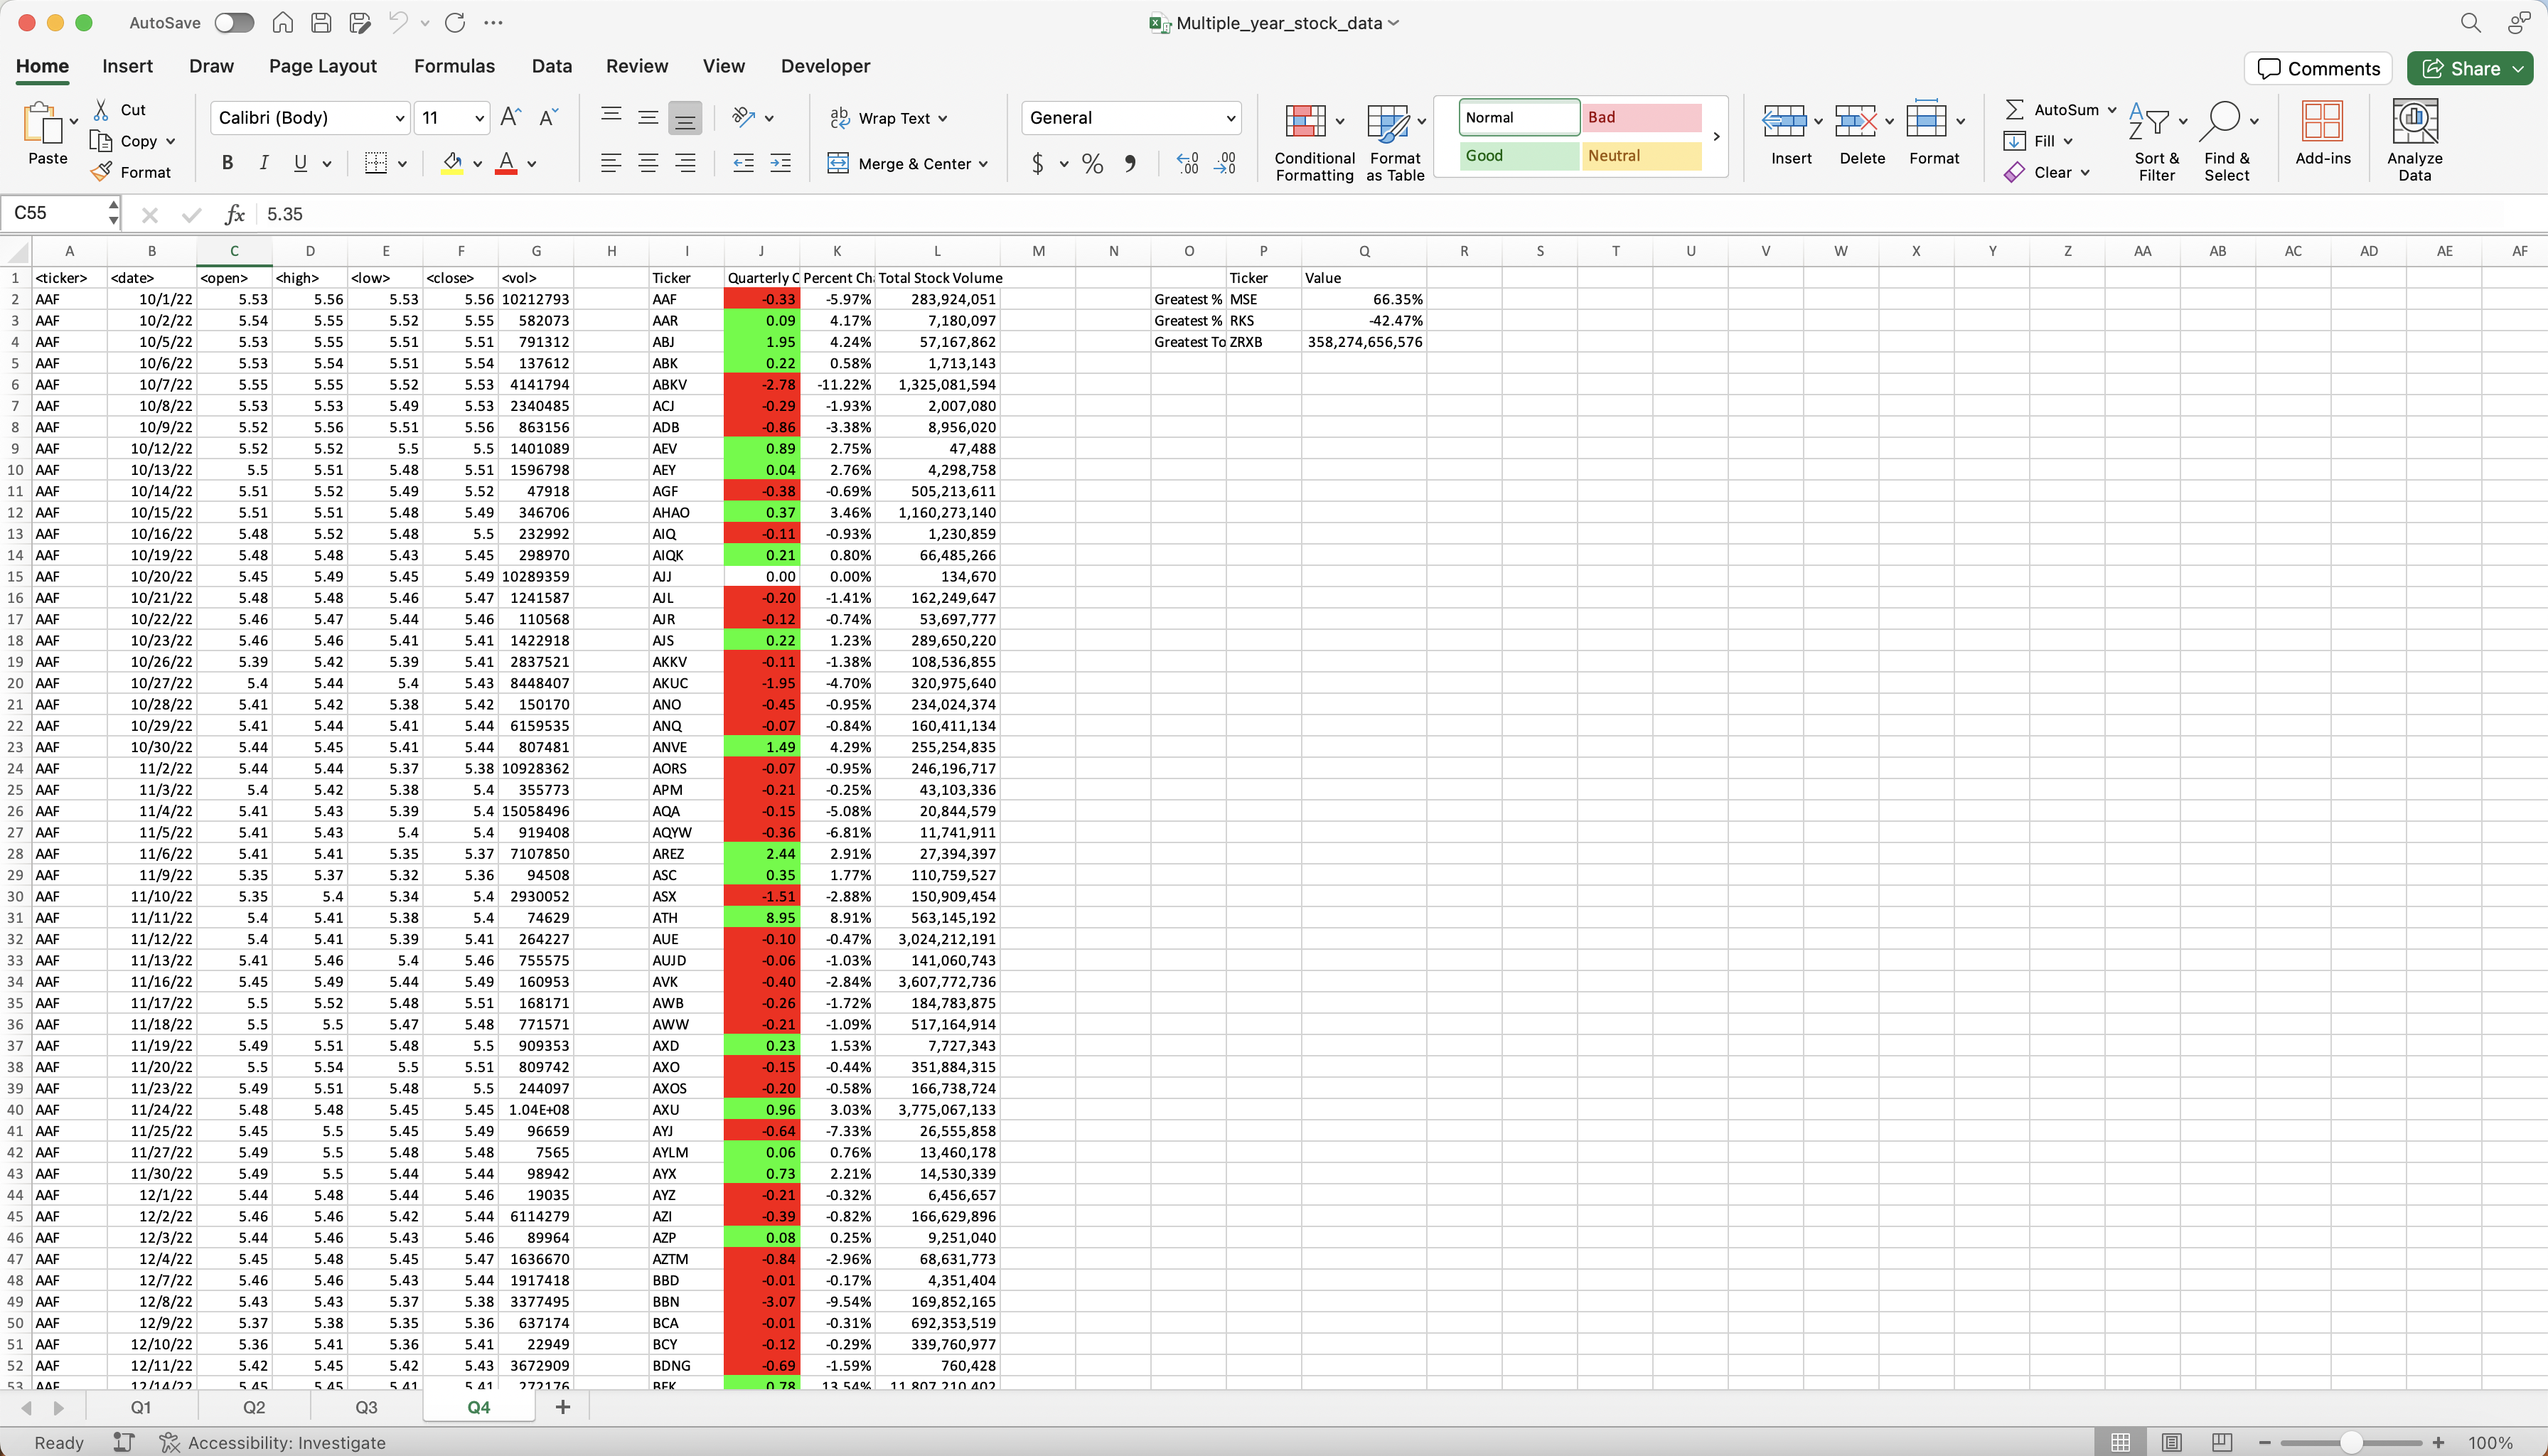 AutoSave Multiple_year_stock_data
Home Insert Draw Page Layout Formulas Data Review View Developer Comments Share
Paste Cut Copy Format Calibri (Body) 11 A^ A˅ B I U A ab Wrap Text Merge & Center General $ % 9 Conditional Formatting Format as Table Normal Bad Good Neutral Insert Delete Format AutoSum Fill Clear Sort & Filter Find & Select Add-ins Analyze Data
C55 fx 5.35
A B C D E F G H I J K L M N O P Q R S T U V W X Y Z AA AB AC AD AE AF
1 <ticker> <date> <open> <high> <low> <close> <vol> Ticker Quarterly C Percent Ch Total Stock Volume Ticker Value
2 AAF 10/1/22 5.53 5.56 5.53 5.56 10212793 AAF -0.33 -5.97% 283,924,051 Greatest % MSE 66.35%
3 AAF 10/2/22 5.54 5.55 5.52 5.55 582073 AAR 0.09 4.17% 7,180,097 Greatest % RKS -42.47%
4 AAF 10/5/22 5.53 5.55 5.51 5.51 791312 ABJ 1.95 4.24% 57,167,862 Greatest To ZRXB 358,274,656,576
5 AAF 10/6/22 5.53 5.54 5.51 5.54 137612 ABK 0.22 0.58% 1,713,143
6 AAF 10/7/22 5.55 5.55 5.52 5.53 4141794 ABKV -2.78 -11.22% 1,325,081,594
7 AAF 10/8/22 5.53 5.53 5.49 5.53 2340485 ACJ -0.29 -1.93% 2,007,080
8 AAF 10/9/22 5.52 5.56 5.51 5.56 863156 ADB -0.86 -3.38% 8,956,020
9 AAF 10/12/22 5.52 5.52 5.5 5.5 1401089 AEV 0.89 2.75% 47,488
10 AAF 10/13/22 5.5 5.51 5.48 5.51 1596798 AEY 0.04 2.76% 4,298,758
11 AAF 10/14/22 5.51 5.52 5.49 5.52 47918 AGF -0.38 -0.69% 505,213,611
12 AAF 10/15/22 5.51 5.51 5.48 5.49 346706 AHAO 0.37 3.46% 1,160,273,140
13 AAF 10/16/22 5.48 5.52 5.48 5.5 232992 AIQ -0.11 -0.93% 1,230,859
14 AAF 10/19/22 5.48 5.48 5.43 5.45 298970 AIQK 0.21 0.80% 66,485,266
15 AAF 10/20/22 5.45 5.49 5.45 5.49 10289359 AJJ 0.00 0.00% 134,670
16 AAF 10/21/22 5.48 5.48 5.46 5.47 1241587 AJL -0.20 -1.41% 162,249,647
17 AAF 10/22/22 5.46 5.47 5.44 5.46 110568 AJR -0.12 -0.74% 53,697,777
18 AAF 10/23/22 5.46 5.46 5.41 5.41 1422918 AJS 0.22 1.23% 289,650,220
19 AAF 10/26/22 5.39 5.42 5.39 5.41 2837521 AKKV -0.11 -1.38% 108,536,855
20 AAF 10/27/22 5.4 5.44 5.4 5.43 8448407 AKUC -1.95 -4.70% 320,975,640
21 AAF 10/28/22 5.41 5.42 5.38 5.42 150170 ANO -0.45 -0.95% 234,024,374
22 AAF 10/29/22 5.41 5.44 5.41 5.44 6159535 ANQ -0.07 -0.84% 160,411,134
23 AAF 10/30/22 5.44 5.45 5.41 5.44 807481 ANVE 1.49 4.29% 255,254,835
24 AAF 11/2/22 5.44 5.44 5.37 5.38 10928362 AORS -0.07 -0.95% 246,196,717
25 AAF 11/3/22 5.4 5.42 5.38 5.4 355773 APM -0.21 -0.25% 43,103,336
26 AAF 11/4/22 5.41 5.43 5.39 5.4 15058496 AQA -0.15 -5.08% 20,844,579
27 AAF 11/5/22 5.41 5.43 5.4 5.4 919408 AQYW -0.36 -6.81% 11,741,911
28 AAF 11/6/22 5.41 5.41 5.35 5.37 7107850 AREZ 2.44 2.91% 27,394,397
29 AAF 11/9/22 5.35 5.37 5.32 5.36 94508 ASC 0.35 1.77% 110,759,527
30 AAF 11/10/22 5.35 5.4 5.34 5.4 2930052 ASX -1.51 -2.88% 150,909,454
31 AAF 11/11/22 5.4 5.41 5.38 5.4 74629 ATH 8.95 8.91% 563,145,192
32 AAF 11/12/22 5.4 5.41 5.39 5.41 264227 AUE -0.10 -0.47% 3,024,212,191
33 AAF 11/13/22 5.41 5.46 5.4 5.46 755575 AUJD -0.06 -1.03% 141,060,743
34 AAF 11/16/22 5.45 5.49 5.44 5.49 160953 AVK -0.40 -2.84% 3,607,772,736
35 AAF 11/17/22 5.5 5.52 5.48 5.51 168171 AWB -0.26 -1.72% 184,783,875
36 AAF 11/18/22 5.5 5.5 5.47 5.48 771571 AWW -0.21 -1.09% 517,164,914
37 AAF 11/19/22 5.49 5.51 5.48 5.5 909353 AXD 0.23 1.53% 7,727,343
38 AAF 11/20/22 5.5 5.54 5.5 5.51 809742 AXO -0.15 -0.44% 351,884,315
39 AAF 11/23/22 5.49 5.51 5.48 5.5 244097 AXOS -0.20 -0.58% 166,738,724
40 AAF 11/24/22 5.48 5.48 5.45 5.45 1.04E+08 AXU 0.96 3.03% 3,775,067,133
41 AAF 11/25/22 5.45 5.5 5.45 5.49 96659 AYJ -0.64 -7.33% 26,555,858
42 AAF 11/27/22 5.49 5.5 5.48 5.48 7565 AYLM 0.06 0.76% 13,460,178
43 AAF 11/30/22 5.49 5.5 5.44 5.44 98942 AYX 0.73 2.21% 14,530,339
44 AAF 12/1/22 5.44 5.48 5.44 5.46 19035 AYZ -0.21 -0.32% 6,456,657
45 AAF 12/2/22 5.46 5.46 5.42 5.44 6114279 AZI -0.39 -0.82% 166,629,896
46 AAF 12/3/22 5.44 5.46 5.43 5.46 89964 AZP 0.08 0.25% 9,251,040
47 AAF 12/4/22 5.45 5.48 5.45 5.47 1636670 AZTM -0.84 -2.96% 68,631,773
48 AAF 12/7/22 5.46 5.46 5.43 5.44 1917418 BBD -0.01 -0.17% 4,351,404
49 AAF 12/8/22 5.43 5.43 5.37 5.38 3377495 BBN -3.07 -9.54% 169,852,165
50 AAF 12/9/22 5.37 5.38 5.35 5.36 637174 BCA -0.01 -0.31% 692,353,519
51 AAF 12/10/22 5.36 5.41 5.36 5.41 22949 BCY -0.12 -0.29% 339,760,977
52 AAF 12/11/22 5.42 5.45 5.42 5.43 3672909 BDNG -0.69 -1.59% 760,428
53 AAF 12/14/22 5.45 5.45 5.41 5.41 272176 BEK 0.78 13.54% 11,807,210,402
Q1 Q2 Q3 Q4 +
Ready Accessibility: Investigate 100%